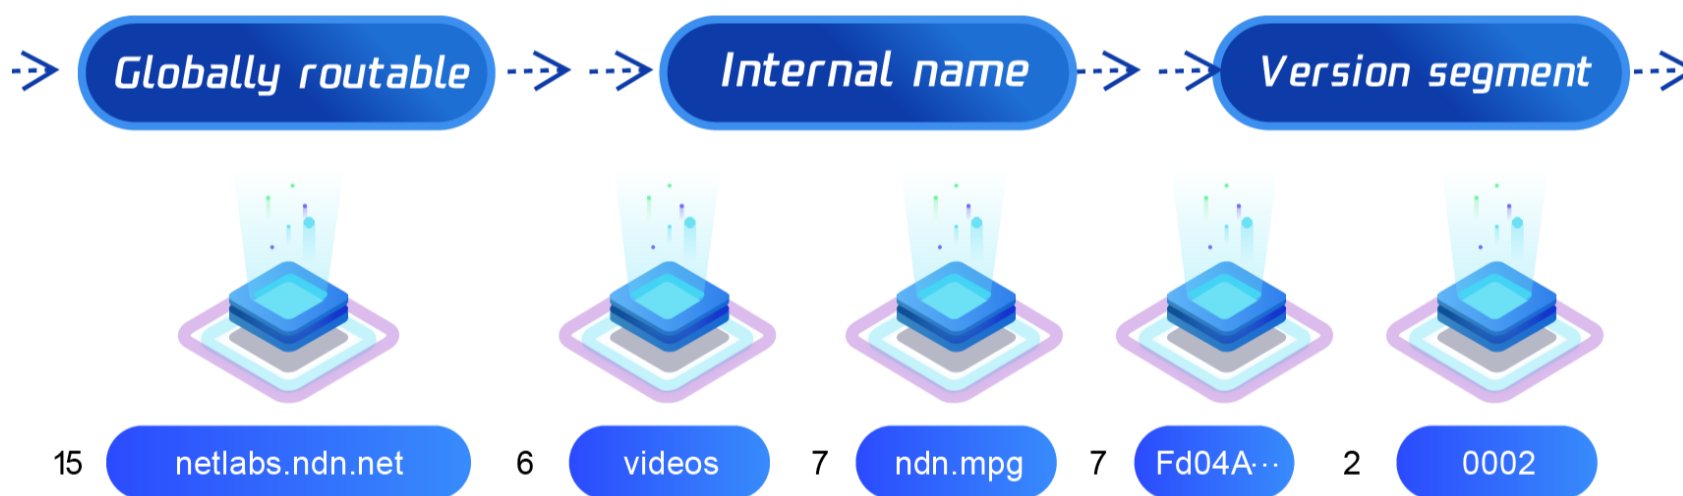 Globally routable
Internal name
Version segment
15 netlabs.ndn.net 6 videos 7 ndn.mpg 7 Fd04A··· 2 0002